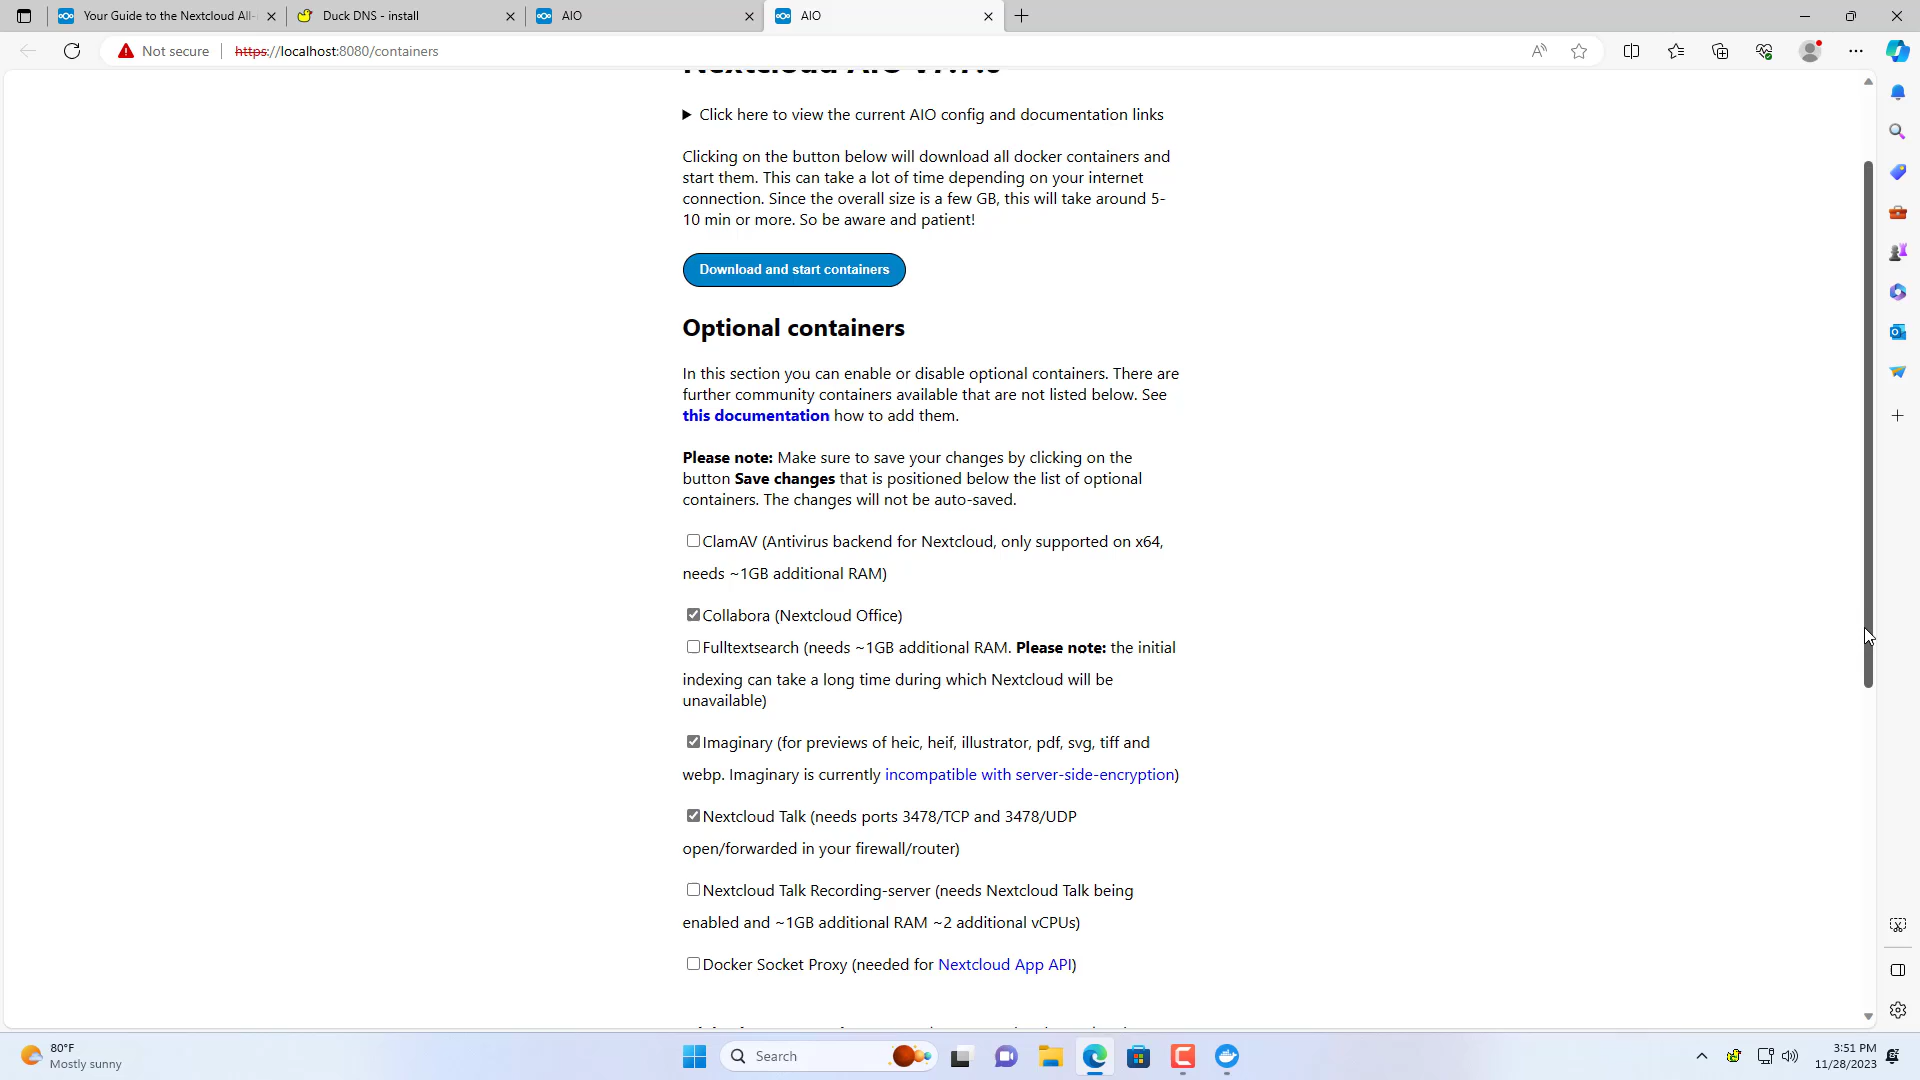 Your Guide to the Nextcloud All-
Duck DNS - install
AIO
AIO
Not secure
https://localhost:8080/containers
Click here to view the current AIO config and documentation links
Clicking on the button below will download all docker containers and
start them. This can take a lot of time depending on your internet
connection. Since the overall size is a few GB, this will take around 5-
10 min or more. So be aware and patient!
Download and start containers
Optional containers
In this section you can enable or disable optional containers. There are
further community containers available that are not listed below. See
this documentation how to add them.
Please note: Make sure to save your changes by clicking on the
button Save changes that is positioned below the list of optional
containers. The changes will not be auto-saved.
ClamAV (Antivirus backend for Nextcloud, only supported on x64,
needs ~1GB additional RAM)
Collabora (Nextcloud Office)
Fulltextsearch (needs ~1GB additional RAM. Please note: the initial
indexing can take a long time during which Nextcloud will be
unavailable)
Imaginary (for previews of heic, heif, illustrator, pdf, svg, tiff and
webp. Imaginary is currently incompatible with server-side-encryption)
Nextcloud Talk (needs ports 3478/TCP and 3478/UDP
open/forwarded in your firewall/router)
Nextcloud Talk Recording-server (needs Nextcloud Talk being
enabled and ~1GB additional RAM ~2 additional vCPUs)
Docker Socket Proxy (needed for Nextcloud App API)
80°F
Mostly sunny
Search
3:51 PM
11/28/2023